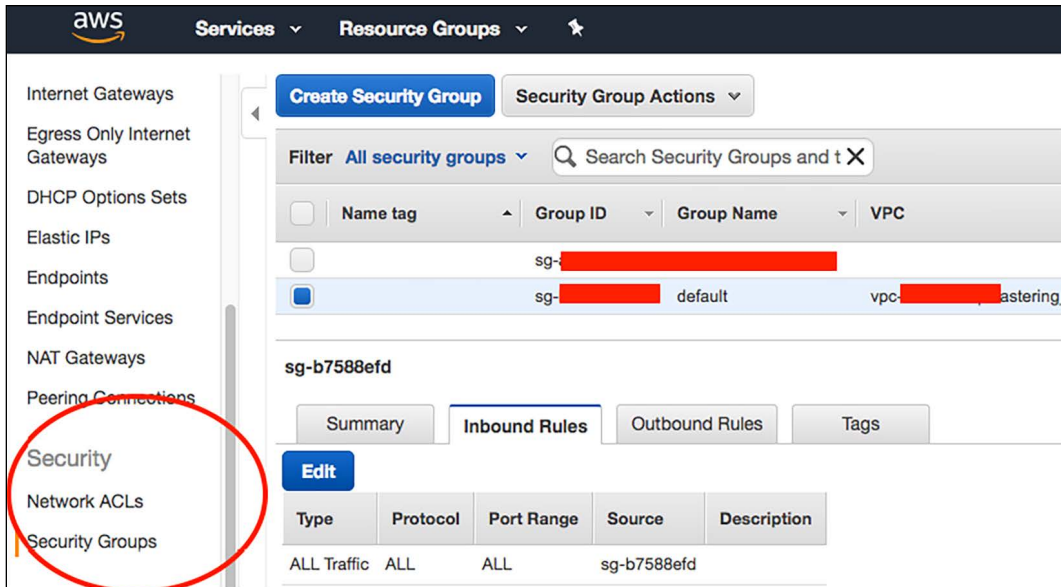 aws Services Resource Groups
Internet Gateways
Egress Only Internet
Gateways
DHCP Options Sets
Elastic IPs
Endpoints
Endpoint Services
NAT Gateways
Peering Connections
Security
Network ACLs
Security Groups
Create Security Group Security Group Actions
Filter All security groups Search Security Groups and t
Name tag Group ID Group Name VPC
sg-
sg- default vpc- astering_
sg-b7588efd
Summary Inbound Rules Outbound Rules Tags
Edit
Type Protocol Port Range Source Description
ALL Traffic ALL ALL sg-b7588efd